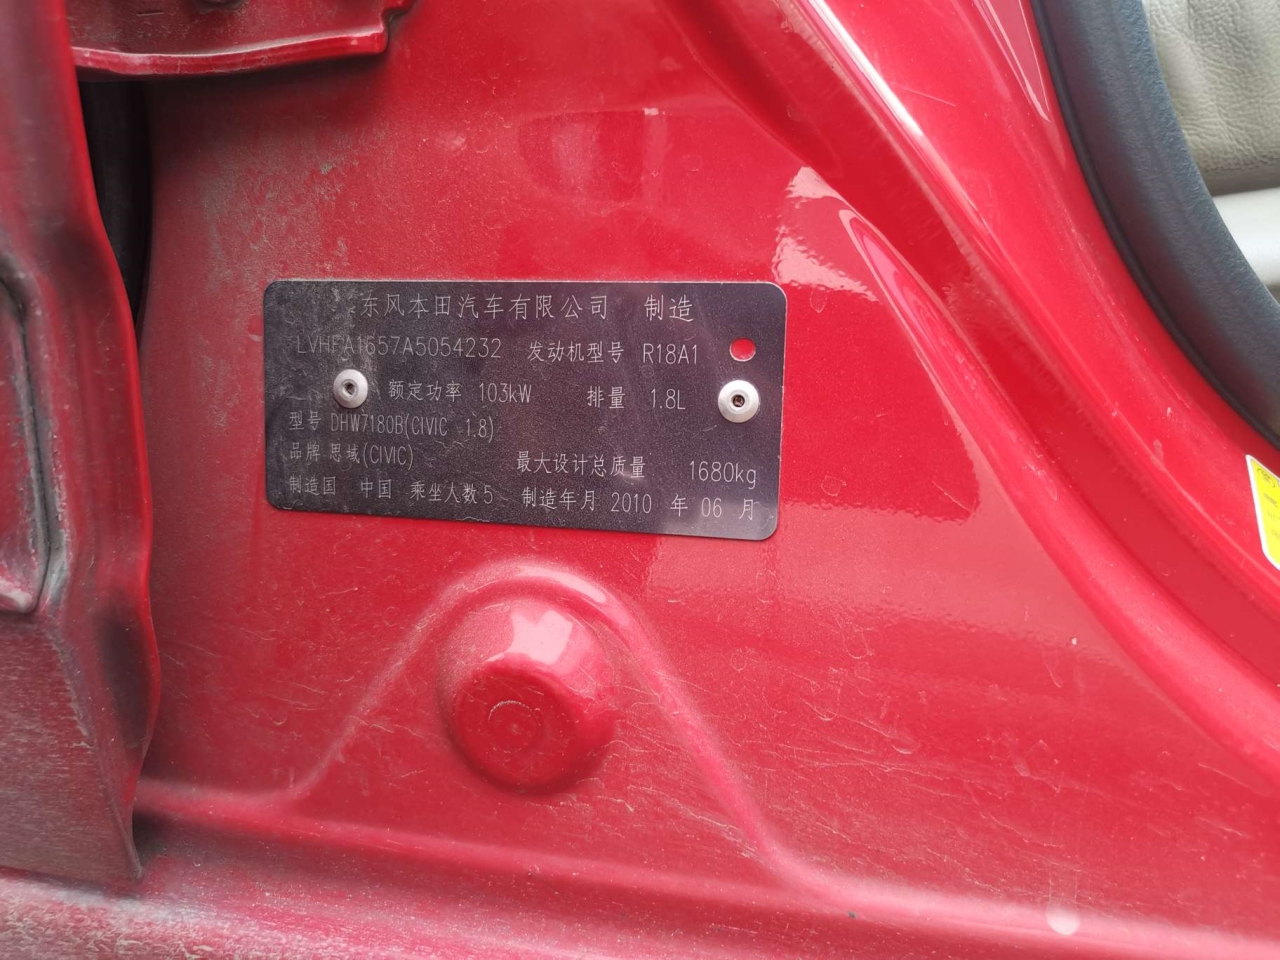 东风本田汽车有限公司 制造
LVHFA1657A5054232 发动机型号 R18A1
额定功率 103kW 排量 1.8L
型号 DHW7180B(CIVIC 1.8)
品牌 思域(CIVIC) 最大设计总质量 1680kg
制造国 中国 乘坐人数 5 制造年月 2010 年 06 月